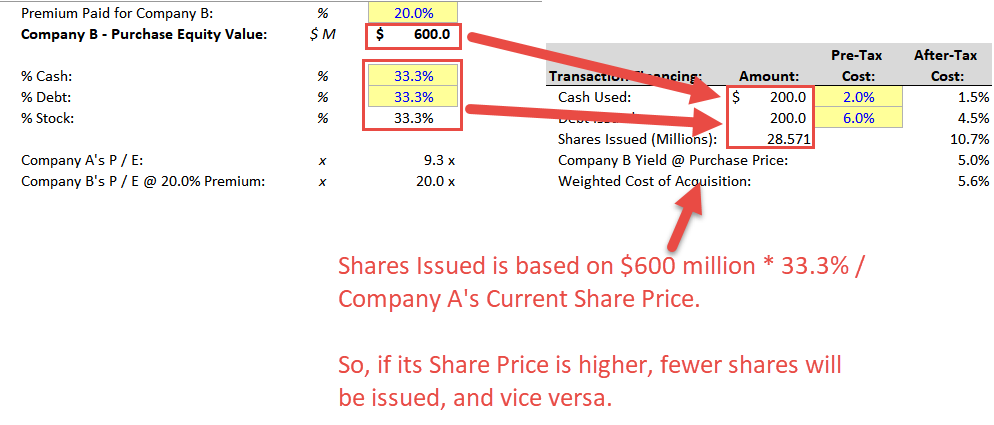 Premium Paid for Company B: % 20.0%
Company B - Purchase Equity Value: $ M $ 600.0
Pre-Tax After-Tax
% Cash: % 33.3% Transaction Financing: Amount: Cost: Cost:
% Debt: % 33.3% Cash Used: $ 200.0 2.0% 1.5%
% Stock: % 33.3% Debt Issued: 200.0 6.0% 4.5%
Shares Issued (Millions): 28.571 10.7%
Company A's P / E: x 9.3 x Company B Yield @ Purchase Price: 5.0%
Company B's P / E @ 20.0% Premium: x 20.0 x Weighted Cost of Acquisition: 5.6%
Shares Issued is based on $600 million * 33.3% /
Company A's Current Share Price.
So, if its Share Price is higher, fewer shares will
be issued, and vice versa.